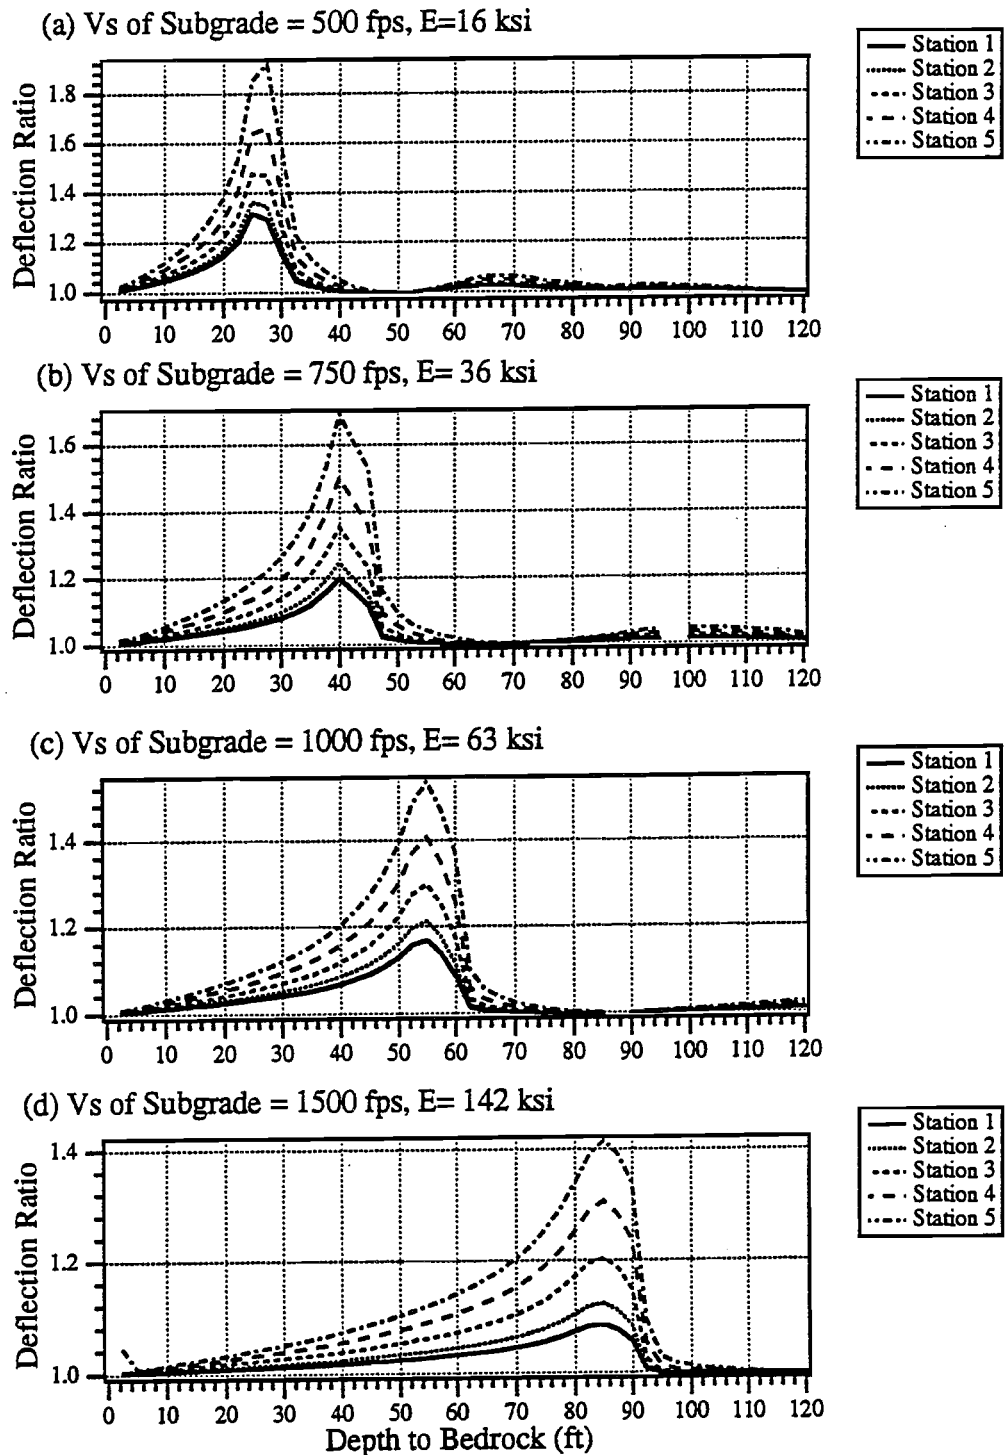 (a) Vs of Subgrade = 500 fps, E=16 ksi
Deflection Ratio
1.8
1.6
1.4
1.2
1.0
0 10 20 30 40 50 60 70 80 90 100 110 120
Station 1
Station 2
Station 3
Station 4
Station 5
(b) Vs of Subgrade = 750 fps, E= 36 ksi
Deflection Ratio
1.6
1.4
1.2
1.0
0 10 20 30 40 50 60 70 80 90 100 110 120
Station 1
Station 2
Station 3
Station 4
Station 5
(c) Vs of Subgrade = 1000 fps, E= 63 ksi
Deflection Ratio
1.4
1.2
1.0
0 10 20 30 40 50 60 70 80 90 100 110 120
Station 1
Station 2
Station 3
Station 4
Station 5
(d) Vs of Subgrade = 1500 fps, E= 142 ksi
Deflection Ratio
1.4
1.2
1.0
0 10 20 30 40 50 60 70 80 90 100 110 120
Depth to Bedrock (ft)
Station 1
Station 2
Station 3
Station 4
Station 5